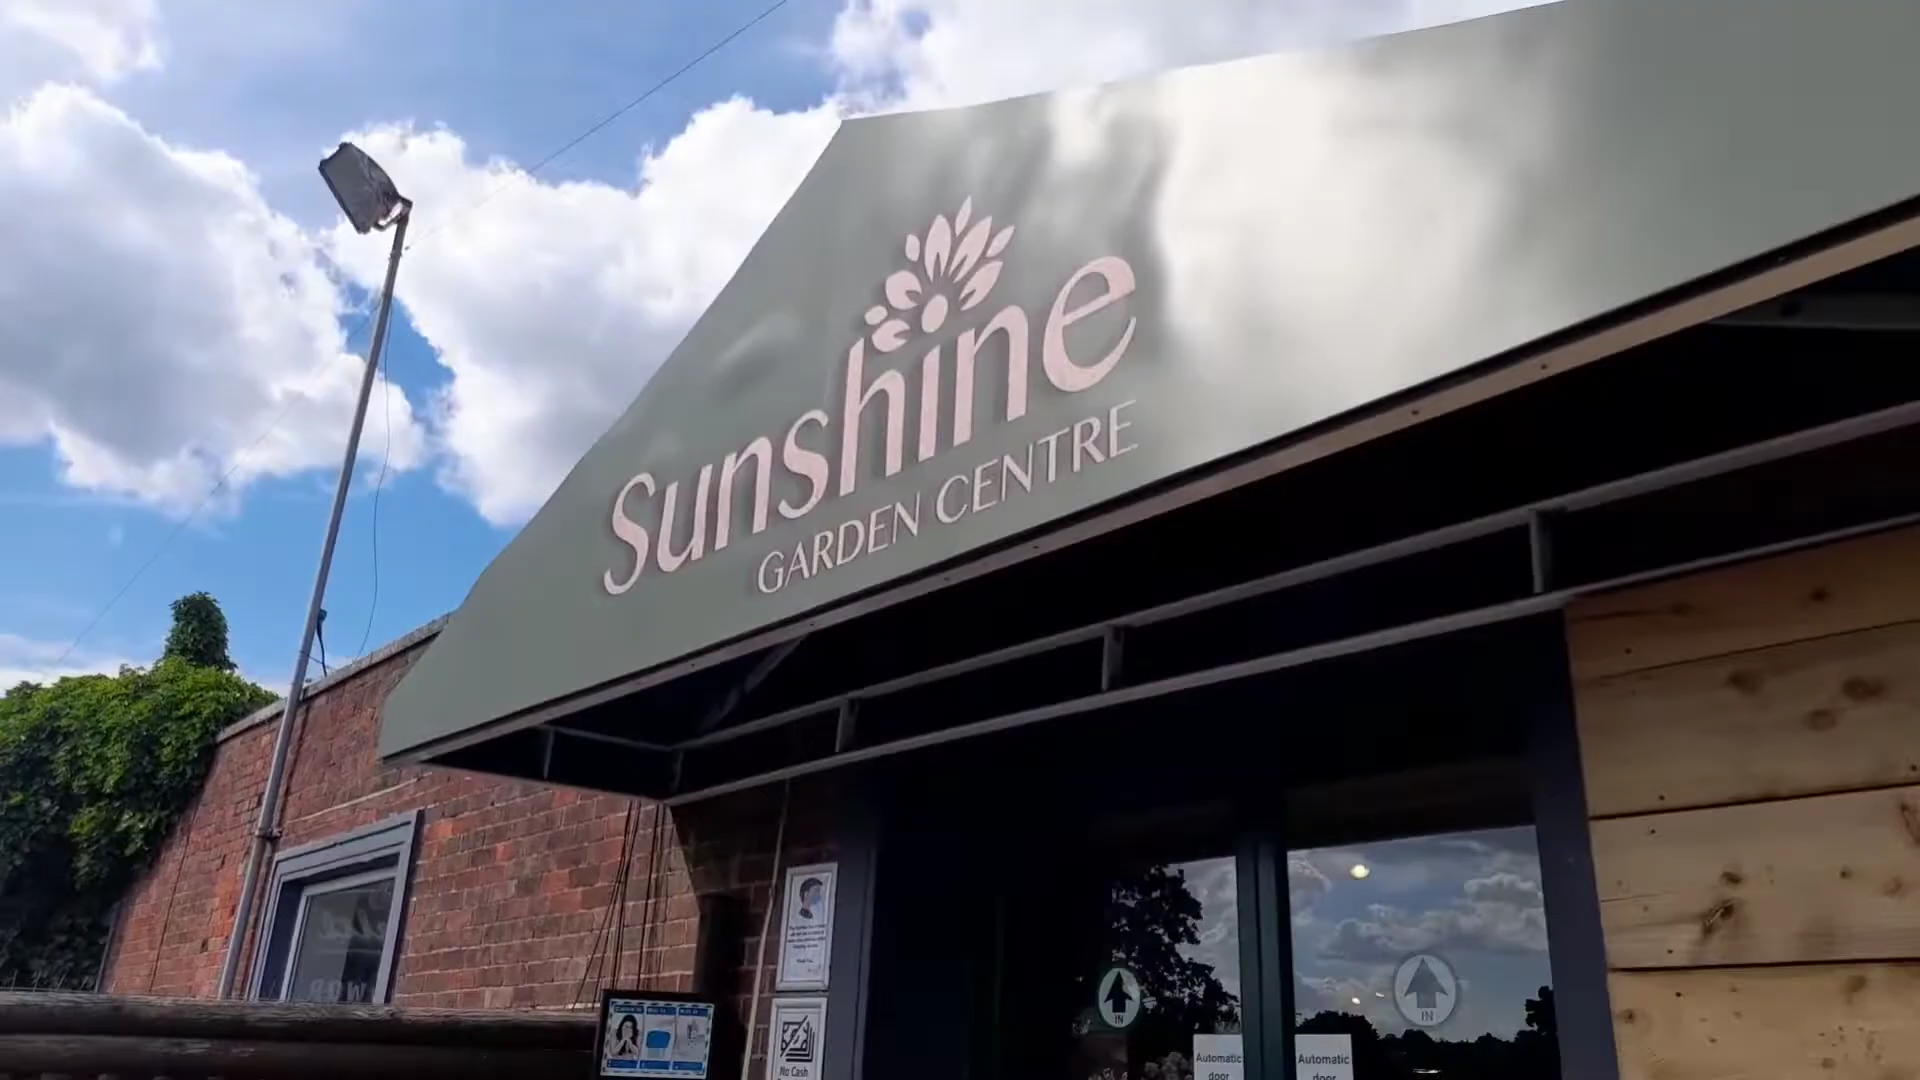 Sunshine
GARDEN CENTRE
IN
IN
Automatic
door
Automatic
door
No Cash